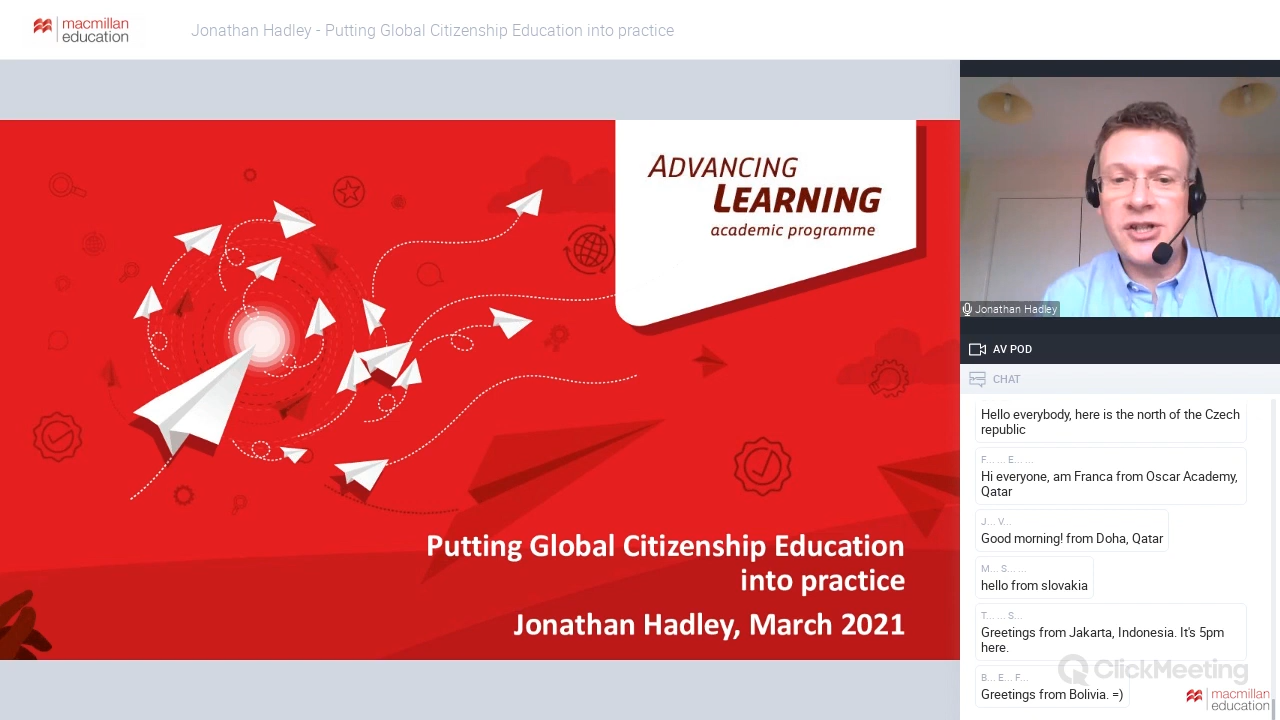 macmillan
education
Jonathan Hadley - Putting Global Citizenship Education into practice
ADVANCING
LEARNING
academic programme
Putting Global Citizenship Education
into practice
Jonathan Hadley, March 2021
Jonathan Hadley
AV POD
CHAT
Hello everybody, here is the north of the Czech
republic
F... ... E... ...
Hi everyone, am Franca from Oscar Academy,
Qatar
J... V...
Good morning! from Doha, Qatar
M... S... ...
hello from slovakia
T... ... S...
Greetings from Jakarta, Indonesia. It's 5pm
here.
ClickMeeting
B... E... F...
Greetings from Bolivia. =)
macmillan
education